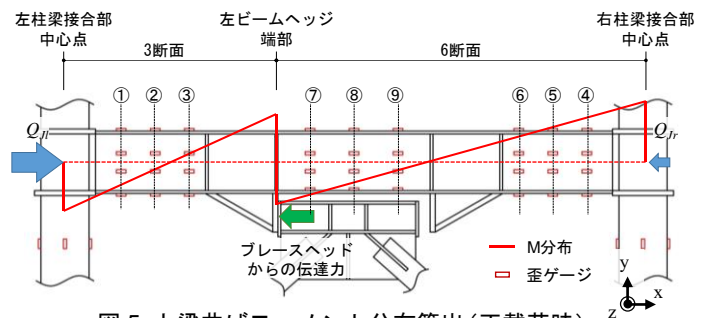 左柱梁接合部
中心点
左ビームヘッジ
端部
右柱梁接合部
中心点
3断面
6断面
① ② ③ ⑦ ⑧ ⑨ ⑥ ⑤ ④
QJl
QJr
ブレースヘッド
からの伝達力
M分布
歪ゲージ
y
x
z